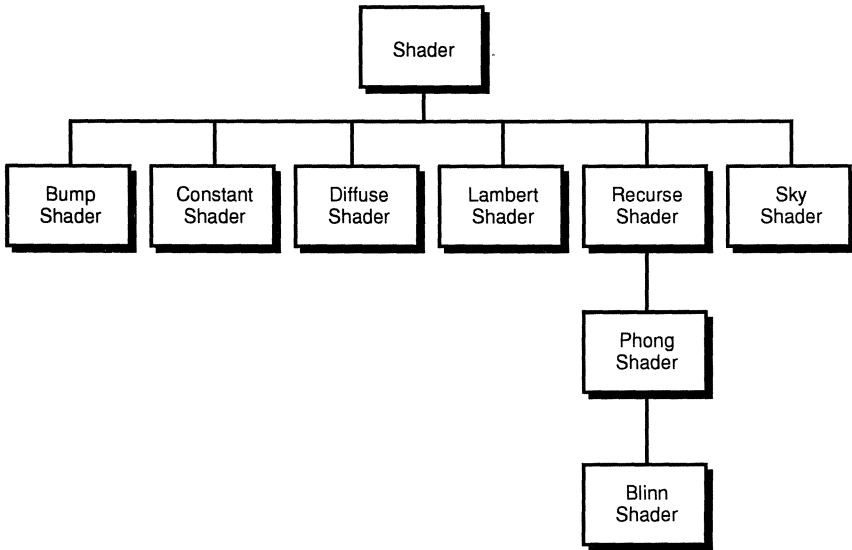 Shader
Bump
Shader
Constant
Shader
Diffuse
Shader
Lambert
Shader
Recurse
Shader
Sky
Shader
Phong
Shader
Blinn
Shader